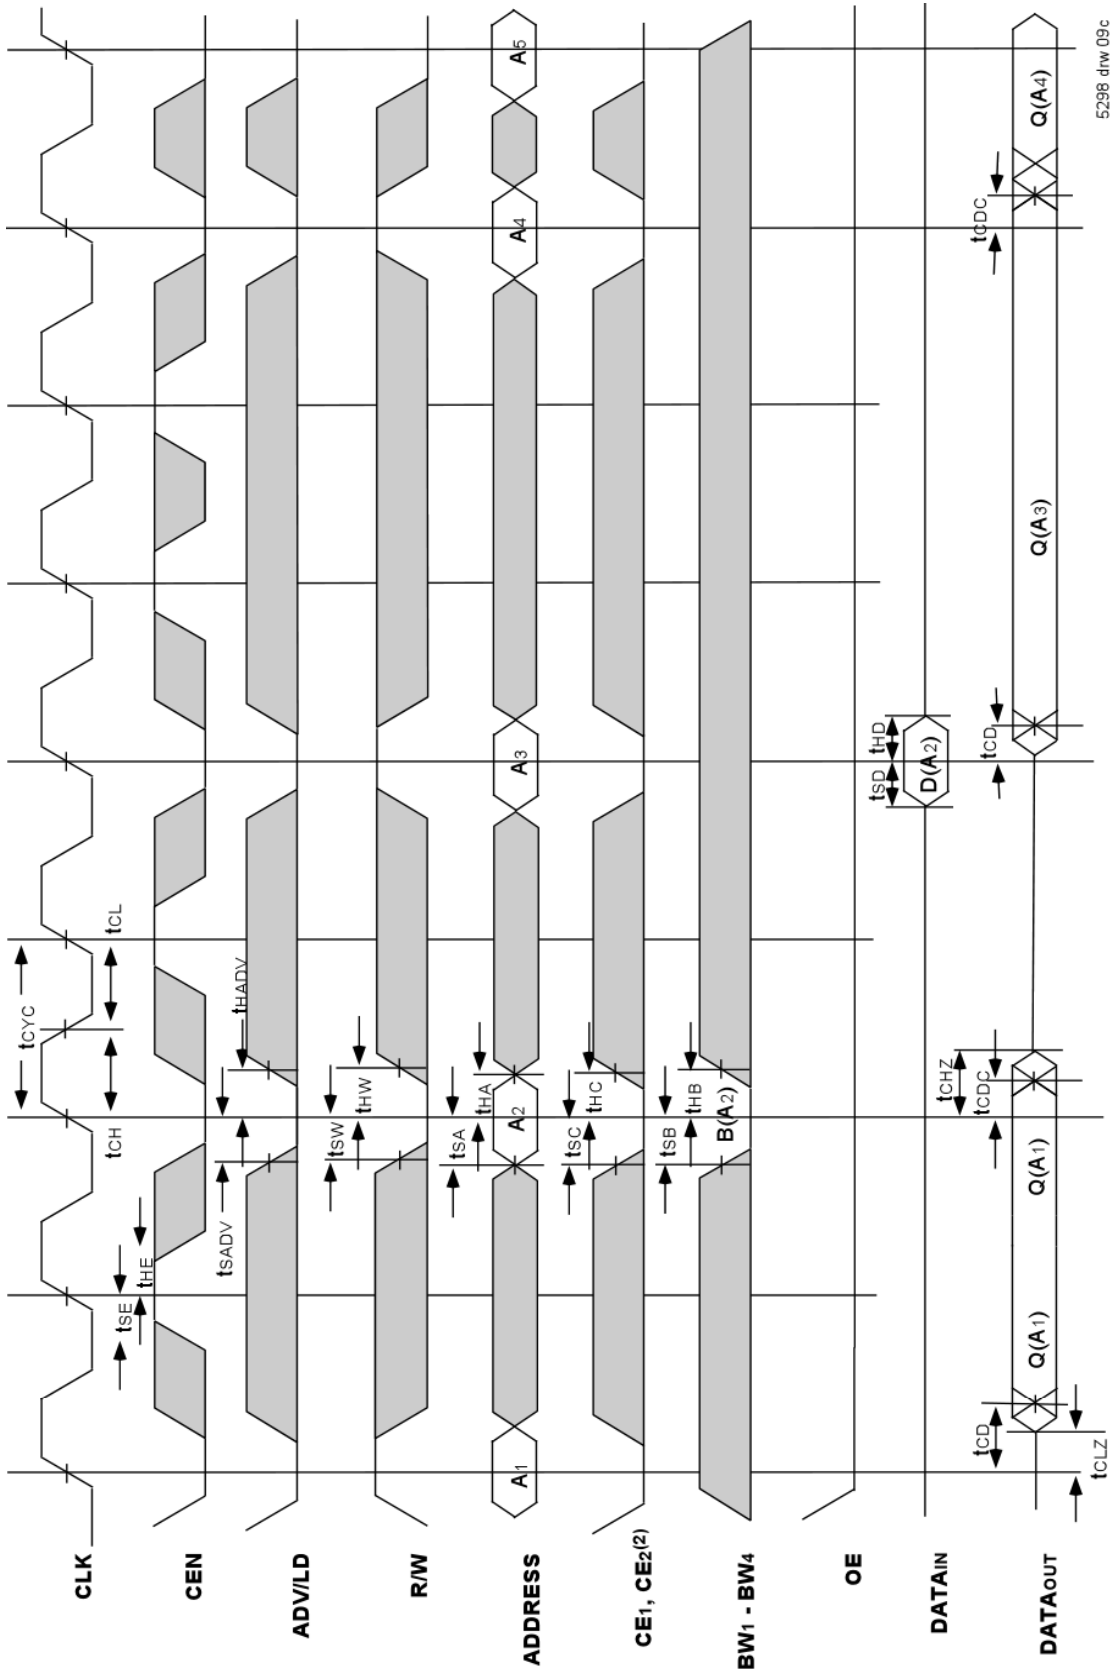 CLK
tCYC
tCH
tCL
tSE
tHE
CEN
tSADV
tHADV
ADV/LD
tSW
tHW
R/W
tSA
tHA
ADDRESS
A1
A2
A3
A4
A5
tSC
tHC
CE1, CE2(2)
tSB
tHB
B(A2)
BW1 - BW4
OE
tSD
tHD
DATAIN
D(A2)
tCD
tCHZ
tCDC
tCD
tCDC
DATAOUT
Q(A1)
Q(A1)
Q(A3)
Q(A4)
tCLZ
5298 drw 09c